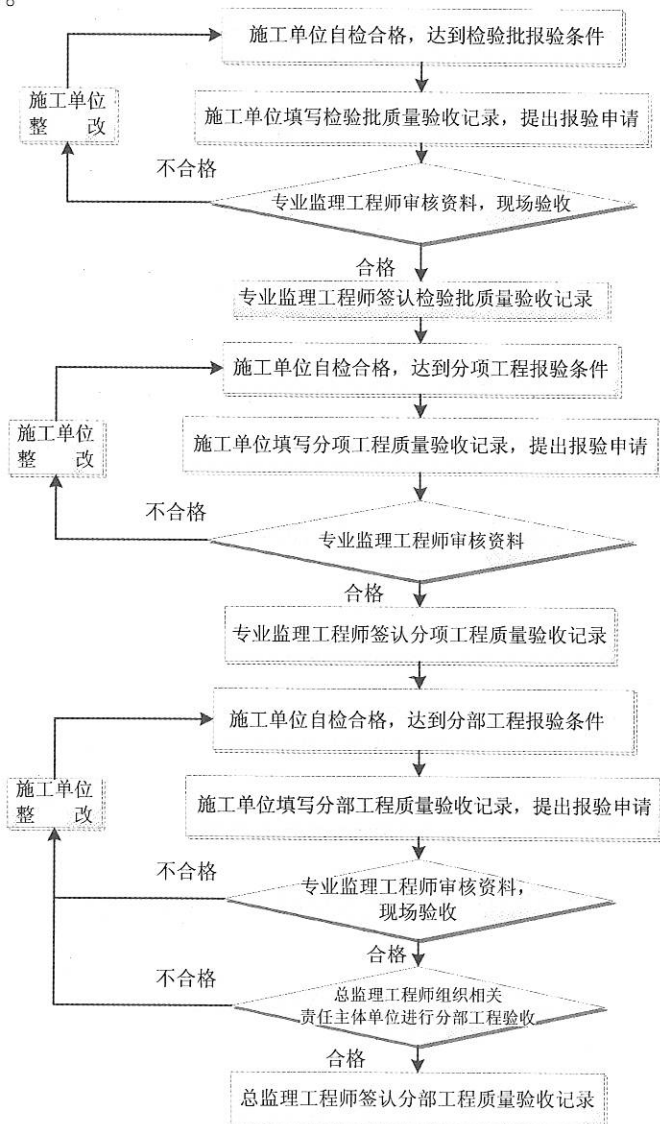 施工单位自检合格，达到检验批报验条件
施工单位
整 改
施工单位填写检验批质量验收记录，提出报验申请
不合格
专业监理工程师审核资料，现场验收
合格
专业监理工程师签认检验批质量验收记录
施工单位自检合格，达到分项工程报验条件
施工单位
整 改
施工单位填写分项工程质量验收记录，提出报验申请
不合格
专业监理工程师审核资料
合格
专业监理工程师签认分项工程质量验收记录
施工单位自检合格，达到分部工程报验条件
施工单位
整 改
施工单位填写分部工程质量验收记录，提出报验申请
不合格
专业监理工程师审核资料，
现场验收
合格
不合格
总监理工程师组织相关
责任主体单位进行分部工程验收
合格
总监理工程师签认分部工程质量验收记录